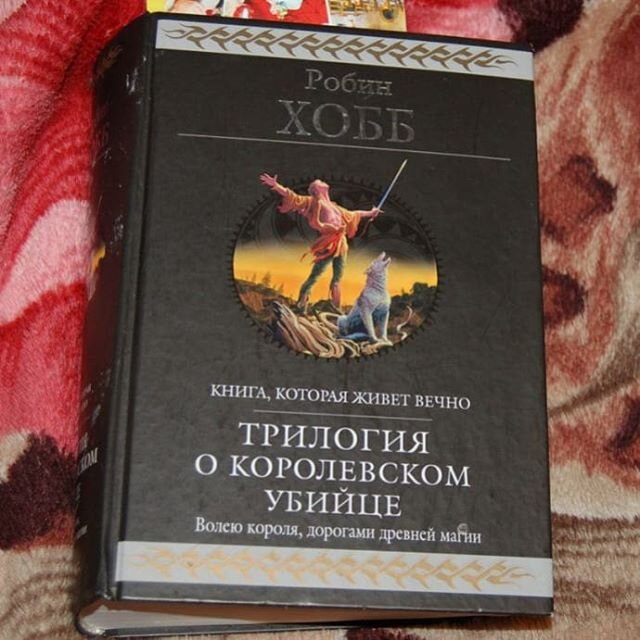 Робин
ХОББ
КНИГА, КОТОРАЯ ЖИВЕТ ВЕЧНО
ТРИЛОГИЯ
О КОРОЛЕВСКОМ
УБИЙЦЕ
Волею короля, дорогами древней магии